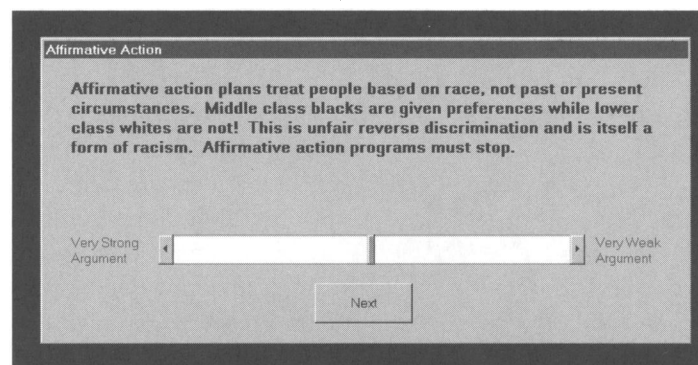 Affirmative Action
Affirmative action plans treat people based on race, not past or present
circumstances. Middle class blacks are given preferences while lower
class whites are not! This is unfair reverse discrimination and is itself a
form of racism. Affirmative action programs must stop.
Very Strong
Argument
Very Weak
Argument
Next